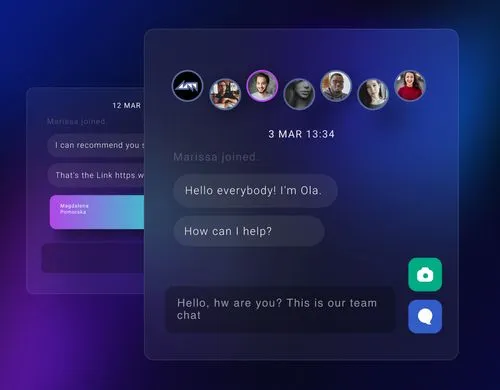 12 MAR
Marissa joined.
I can recommend you s
That's the Link https.w
Magdalena
Pomorska
3 MAR 13:34
Marissa joined.
Hello everybody! I'm Ola.
How can I help?
Hello, hw are you? This is our team
chat